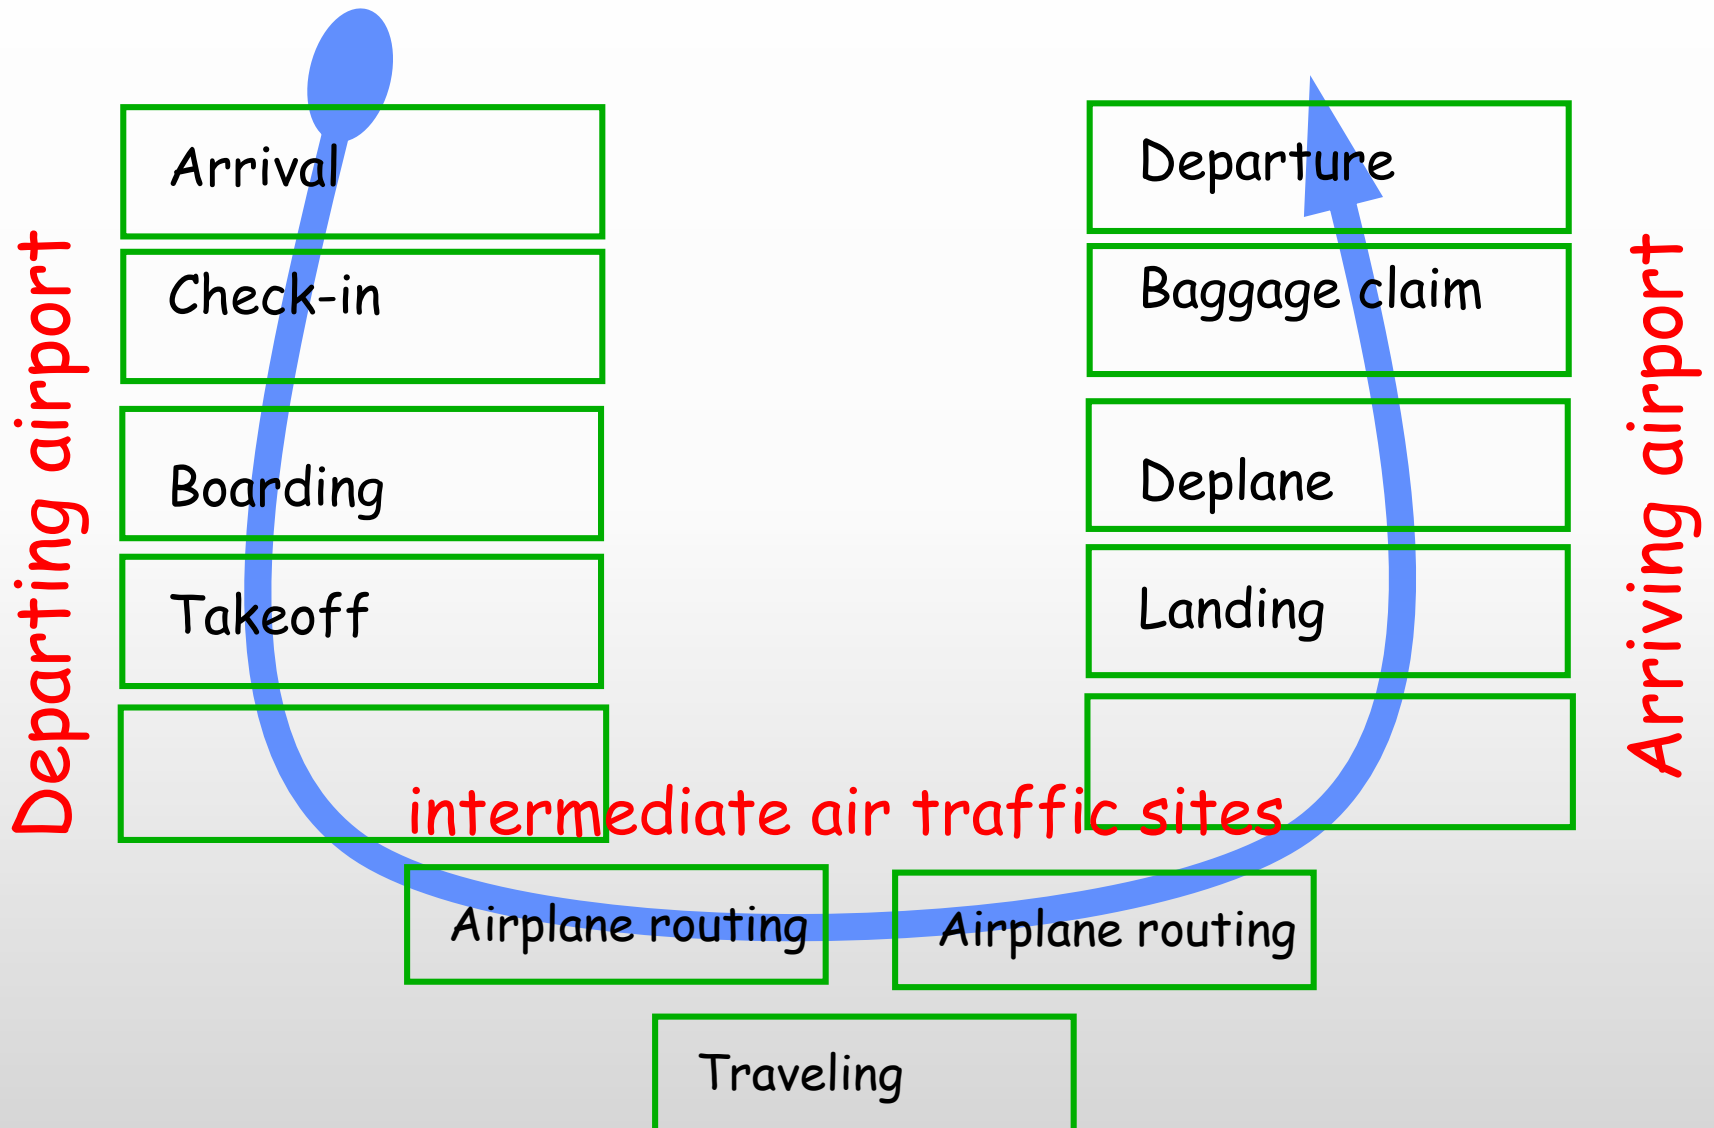 Departing airport
Arrival
Check-in
Boarding
Takeoff
Departure
Baggage claim
Deplane
Landing
Arriving airport
intermediate air traffic sites
Airplane routing
Airplane routing
Traveling